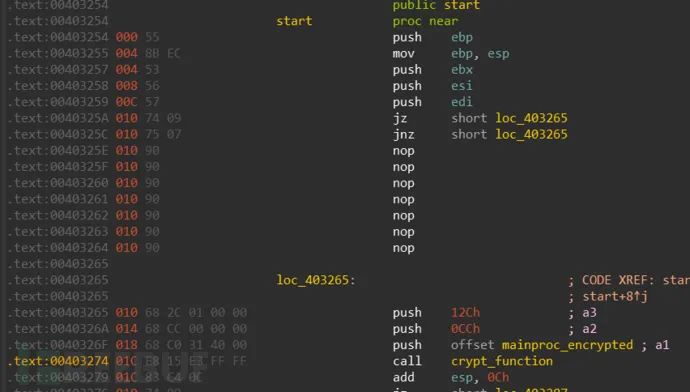 .text:00403254 public start
.text:00403254 start proc near
.text:00403254 000 55 push ebp
.text:00403255 004 8B EC mov ebp, esp
.text:00403257 004 53 push ebx
.text:00403258 008 56 push esi
.text:00403259 00C 57 push edi
.text:0040325A 010 74 09 jz short loc_403265
.text:0040325C 010 75 07 jnz short loc_403265
.text:0040325E 010 90 nop
.text:0040325F 010 90 nop
.text:00403260 010 90 nop
.text:00403261 010 90 nop
.text:00403262 010 90 nop
.text:00403263 010 90 nop
.text:00403264 010 90 nop
.text:00403265
.text:00403265 loc_403265: ; CODE XREF: star
.text:00403265 ; start+8↑j
.text:00403265 010 68 2C 01 00 00 push 12Ch ; a3
.text:0040326A 014 68 CC 00 00 00 push 0CCh ; a2
.text:0040326F 018 68 C0 31 40 00 push offset mainproc_encrypted ; a1
.text:00403274 01C E8 15 E3 FF FF call crypt_function
.text:00403279 01C 83 C4 0C add esp, 0Ch